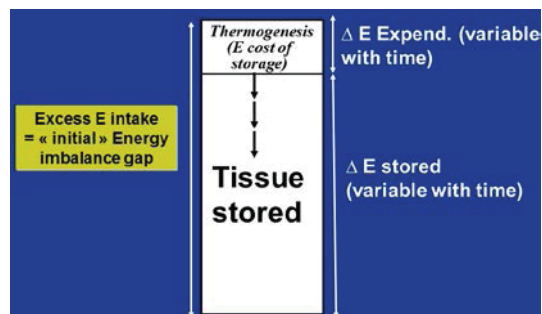 Thermogenesis
(E cost of
storage)
Δ E Expend. (variable
with time)
Excess E intake
= « initial » Energy
imbalance gap
Tissue
stored
Δ E stored
(variable with time)